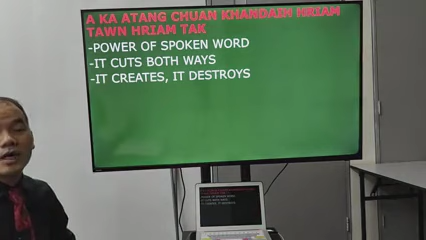 A KA ATANG CHUAN KHANDAIH HRIAM
TAWN HRIAM TAK
-POWER OF SPOKEN WORD
-IT CUTS BOTH WAYS
-IT CREATES, IT DESTROYS